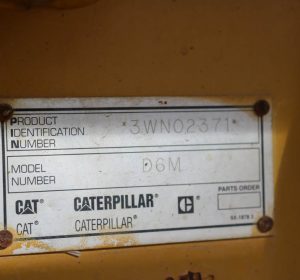 PRODUCT
IDENTIFICATION
NUMBER
*3WN02371*
MODEL
NUMBER
D6M
PARTS ORDER
CAT® CATERPILLAR® C®
CAT® CATERPILLAR®